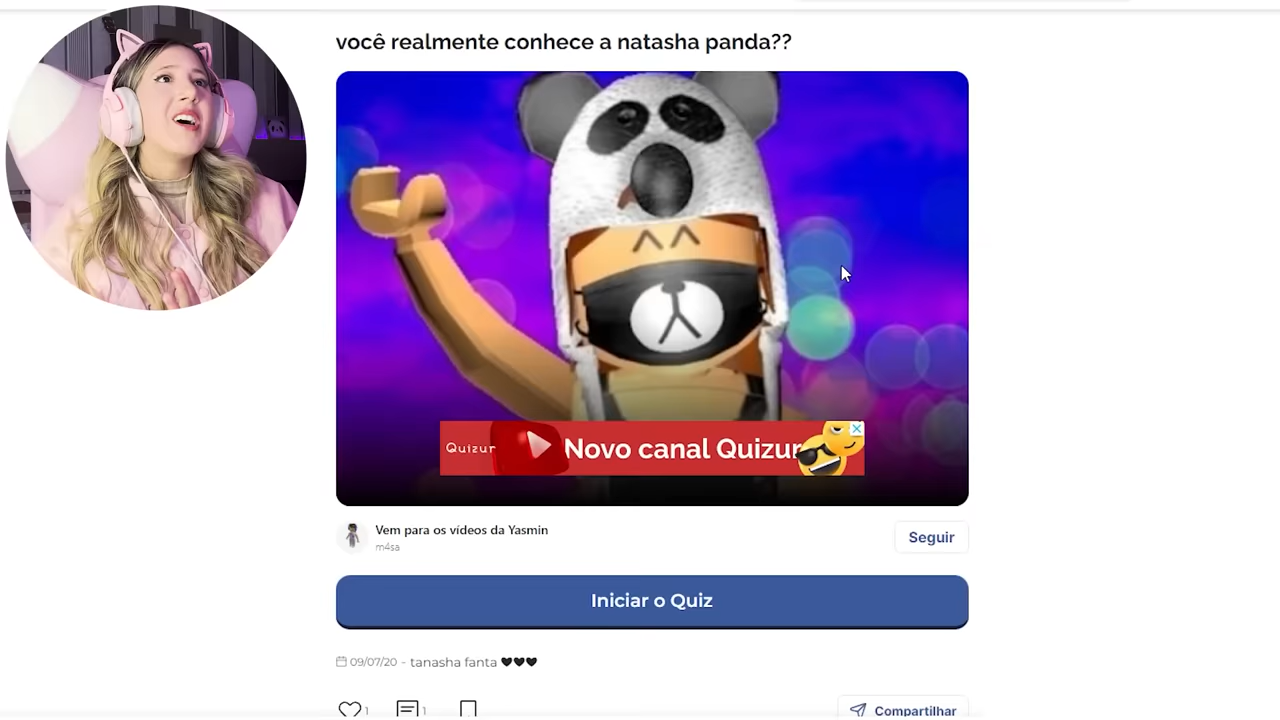 você realmente conhece a natasha panda??
Quizur
Novo canal Quizur
Vem para os vídeos da Yasmin
m4sa
Seguir
Iniciar o Quiz
09/07/20 - tanasha fanta 🖤🖤🖤
1
1
Compartilhar